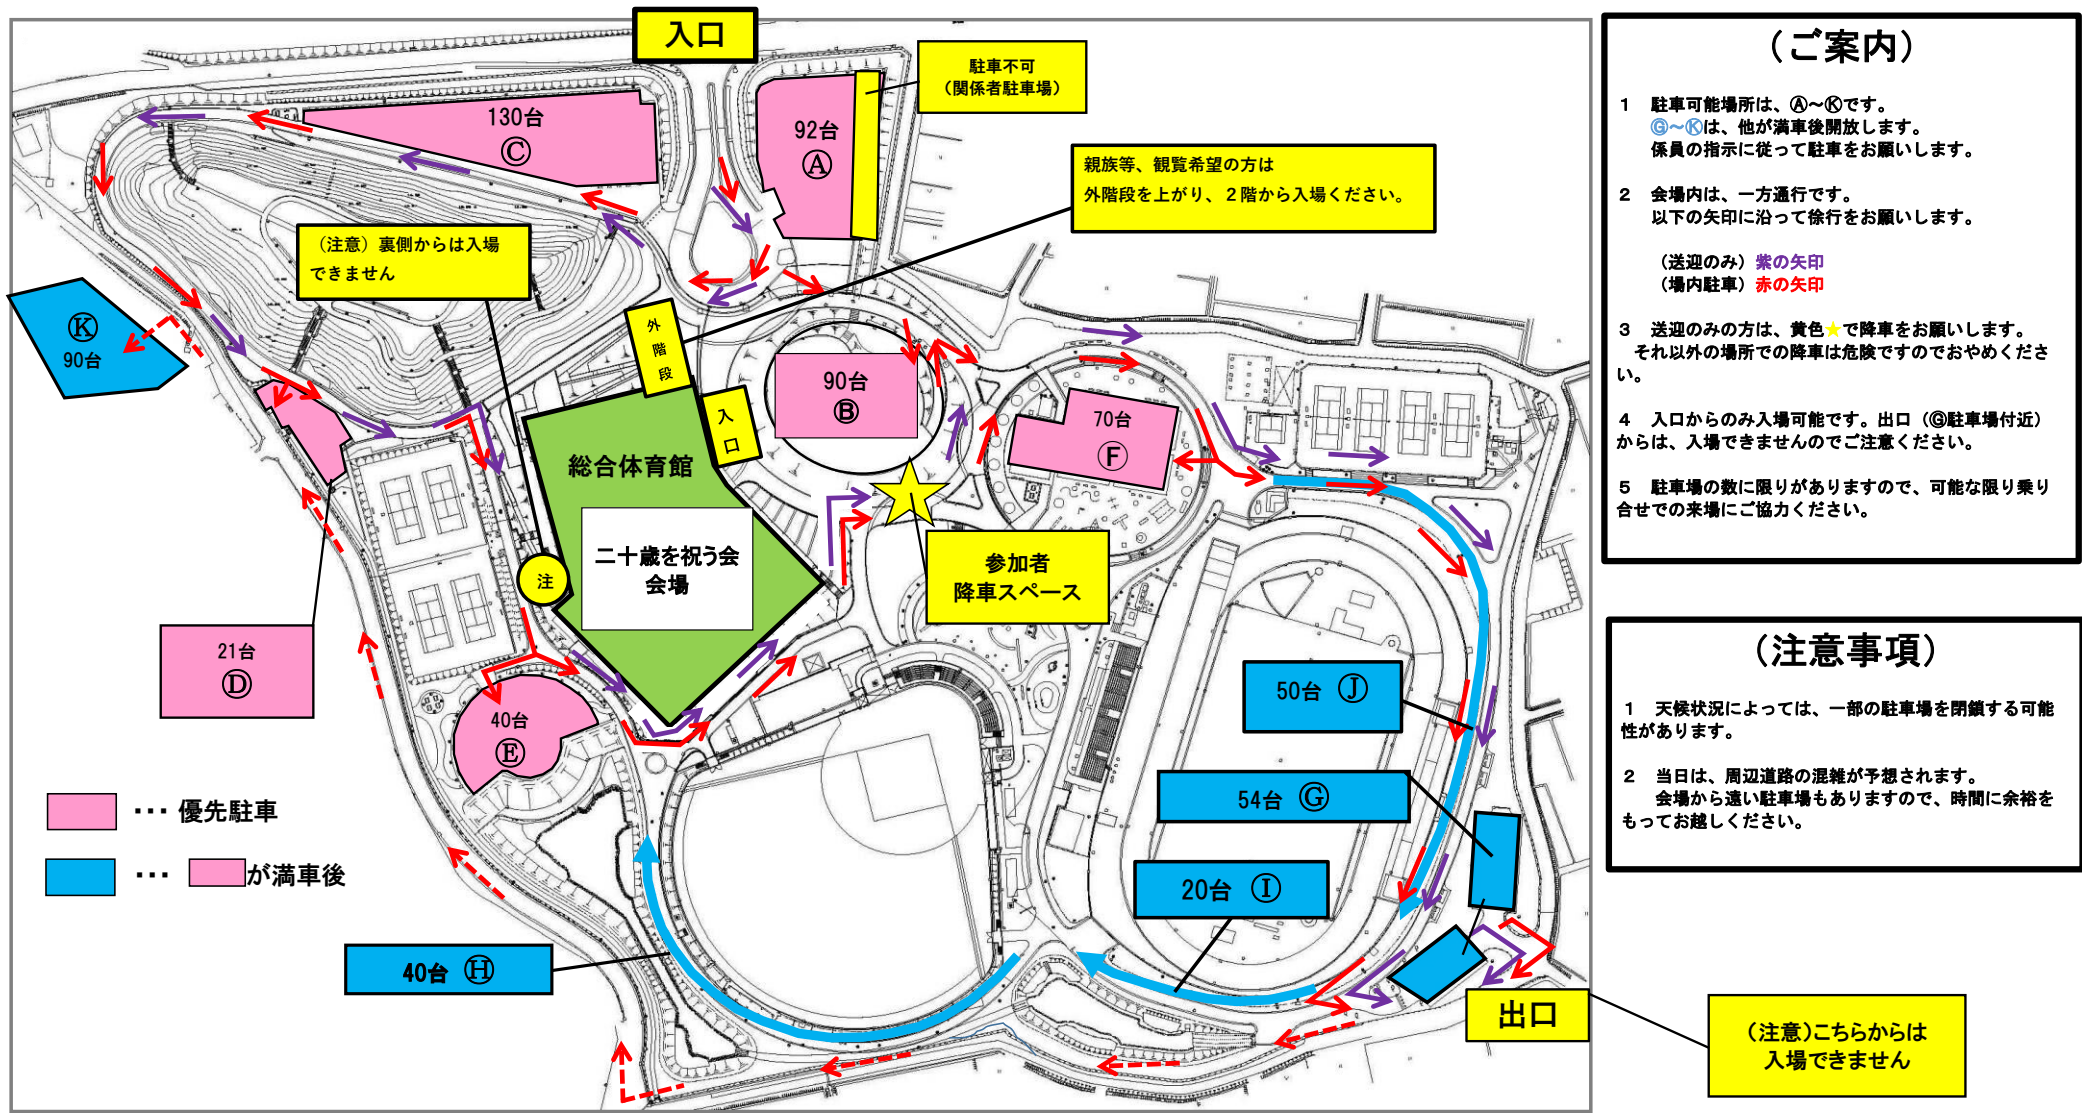 入口
駐車不可
（関係者駐車場）
130台
Ⓒ
92台
Ⓐ
親族等、観覧希望の方は
外階段を上がり、２階から入場ください。
（注意）裏側からは入場
できません
Ⓚ
90台
外階段
入口
90台
Ⓑ
70台
Ⓕ
総合体育館
二十歳を祝う会
会場
注
参加者
降車スペース
21台
Ⓓ
40台
Ⓔ
50台 Ⓙ
54台 Ⓖ
20台 Ⓘ
40台 Ⓗ
・・・ 優先駐車
・・・ が満車後
出口
（注意）こちらからは
入場できません
（ご案内）
1 駐車可能場所は、Ⓐ～Ⓚです。
Ⓖ～Ⓚは、他が満車後開放します。
係員の指示に従って駐車をお願いします。
2 会場内は、一方通行です。
以下の矢印に沿って徐行をお願いします。
（送迎のみ）紫の矢印
（場内駐車）赤の矢印
3 送迎のみの方は、黄色★で降車をお願いします。
それ以外の場所での降車は危険ですのでおやめくださ
い。
4 入口からのみ入場可能です。出口（Ⓖ駐車場付近）
からは、入場できませんのでご注意ください。
5 駐車場の数に限りがありますので、可能な限り乗り
合せでの来場にご協力ください。
（注意事項）
1 天候状況によっては、一部の駐車場を閉鎖する可能
性があります。
2 当日は、周辺道路の混雑が予想されます。
会場から遠い駐車場もありますので、時間に余裕を
もってお越しください。